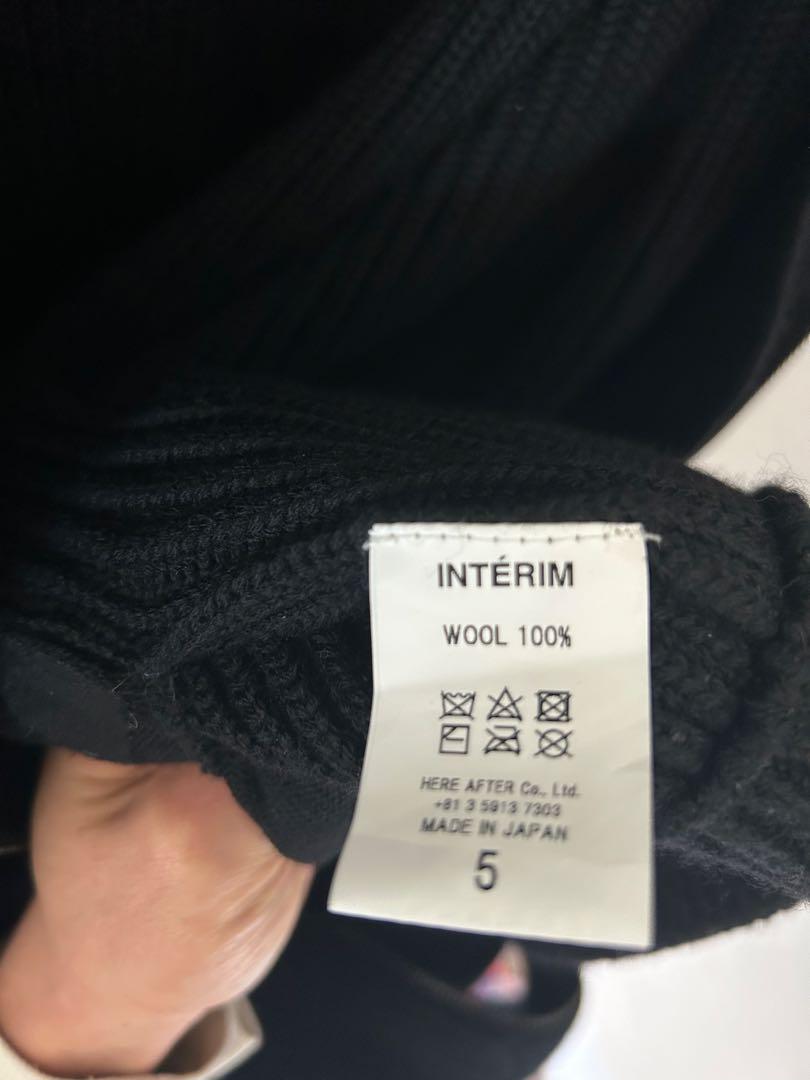 INTÉRIM
WOOL 100%
HERE AFTER Co., Ltd.
+81 3 5913 7303
MADE IN JAPAN
5